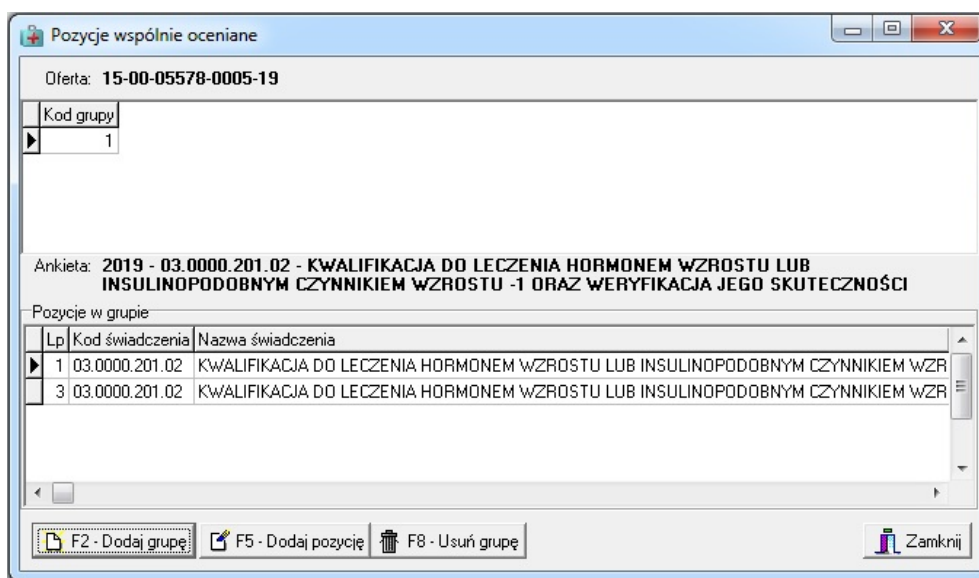 Pozycje wspólnie oceniane
Oferta: 15-00-05578-0005-19
Kod grupy
1
Ankieta: 2019 - 03.0000.201.02 - KWALIFIKACJA DO LECZENIA HORMONEM WZROSTU LUB
INSULINOPODOBNYM CZYNNIKIEM WZROSTU -1 ORAZ WERYFIKACJA JEGO SKUTECZNOŚCI
Pozycje w grupie
Lp Kod świadczenia Nazwa świadczenia
1 03.0000.201.02 KWALIFIKACJA DO LECZENIA HORMONEM WZROSTU LUB INSULINOPODOBNYM CZYNNIKIEM WZR
3 03.0000.201.02 KWALIFIKACJA DO LECZENIA HORMONEM WZROSTU LUB INSULINOPODOBNYM CZYNNIKIEM WZR
F2 - Dodaj grupę F5 - Dodaj pozycję F8 - Usuń grupę Zamknij